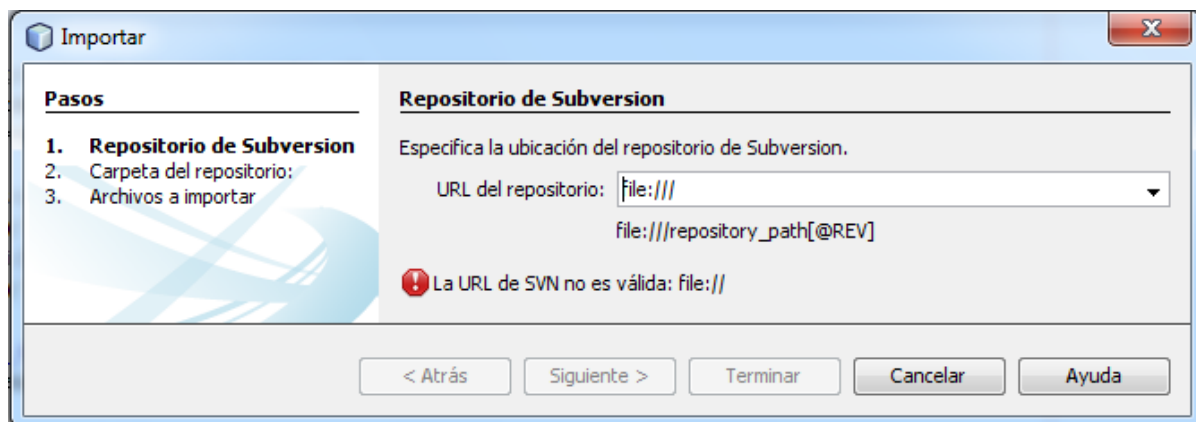 Importar
Pasos
1. Repositorio de Subversion
2. Carpeta del repositorio:
3. Archivos a importar
Repositorio de Subversion
Especifica la ubicación del repositorio de Subversion.
URL del repositorio: file:///
file:///repository_path[@REV]
La URL de SVN no es válida: file://
< Atrás Siguiente > Terminar Cancelar Ayuda